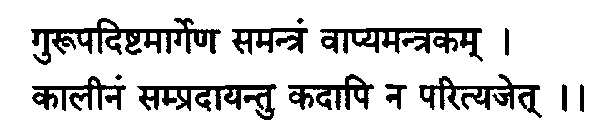 गुरूपदिष्टमार्गेण समन्त्रं वाप्यमन्त्रकम् ।
कालीनं सम्प्रदायन्तु कदापि न परित्यजेत् ।।